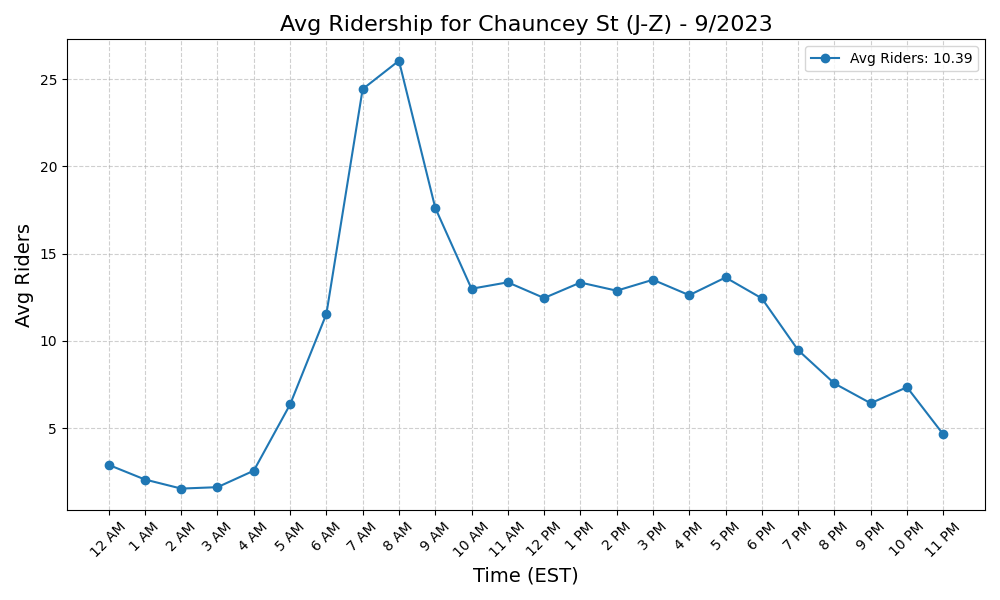 Avg Ridership for Chauncey St (J-Z) - 9/2023
Avg Riders: 10.39
Avg Riders
25
20
15
10
5
12 AM
1 AM
2 AM
3 AM
4 AM
5 AM
6 AM
7 AM
8 AM
9 AM
10 AM
11 AM
12 PM
1 PM
2 PM
3 PM
4 PM
5 PM
6 PM
7 PM
8 PM
9 PM
10 PM
11 PM
Time (EST)